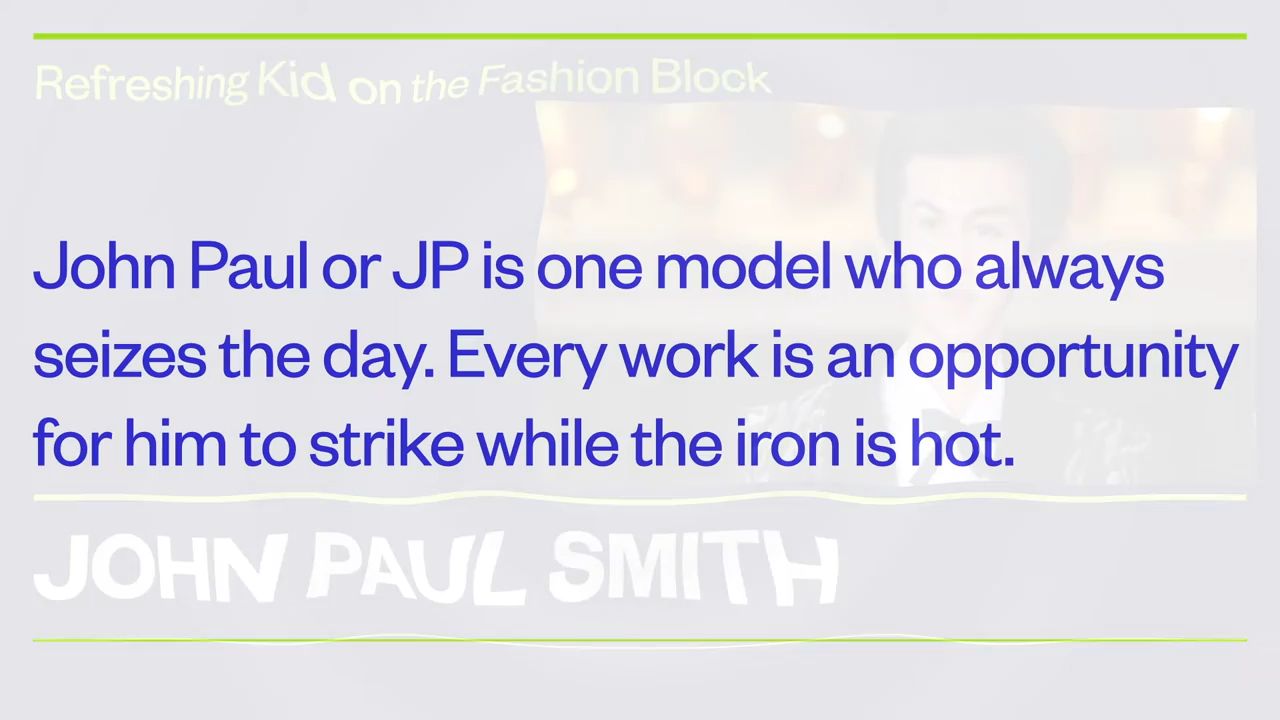 Refreshing Kid on the Fashion Block
John Paul or JP is one model who always
seizes the day. Every work is an opportunity
for him to strike while the iron is hot.
JOHN PAUL SMITH